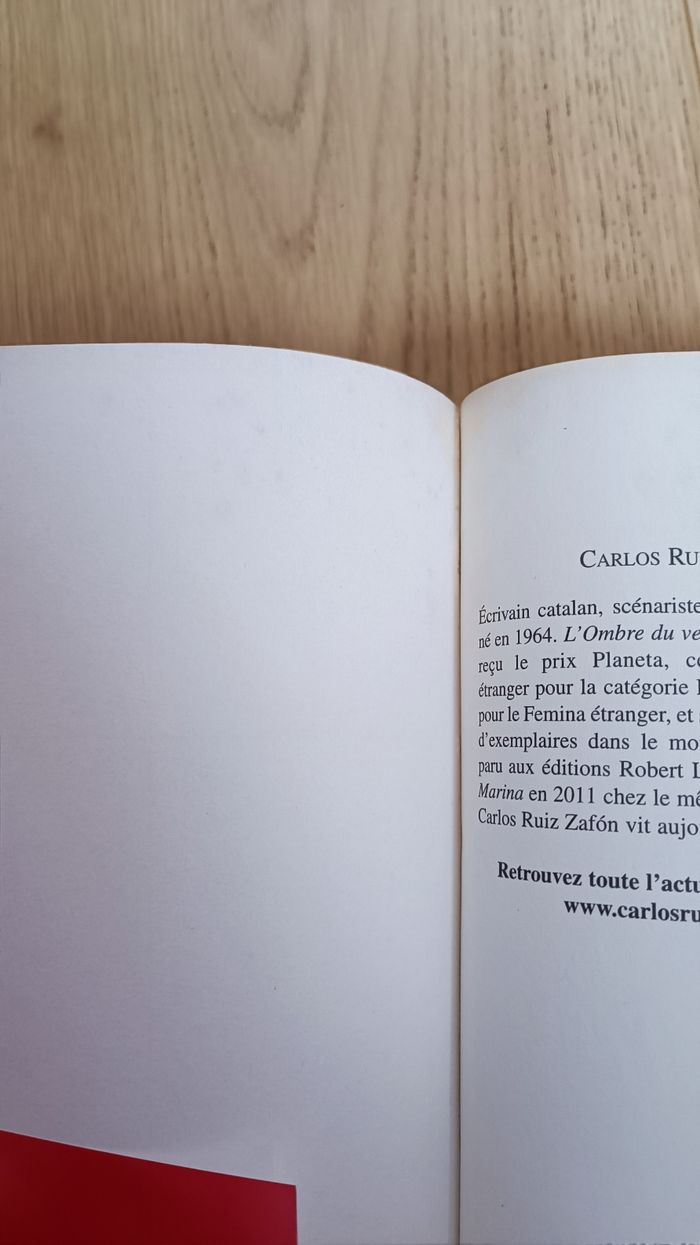 CARLOS RU
Écrivain catalan, scénariste
né en 1964. L'Ombre du ve
reçu le prix Planeta, co
étranger pour la catégorie
pour le Femina étranger, et
d'exemplaires dans le mo
paru aux éditions Robert L
Marina en 2011 chez le mê
Carlos Ruiz Zafón vit aujo
Retrouvez toute l'actu
www.carlosru